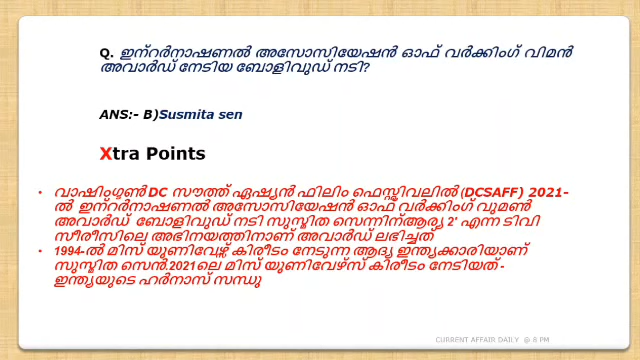 Q. ഇന്റർനാഷണൽ അസോസിയേഷൻ ഓഫ് വർക്കിംഗ് വിമൻ
അവാർഡ് നേടിയ ബോളിവുഡ് നടി?
ANS:- B)Susmita sen
Xtra Points
• വാഷിംഗ്ടൺ DC സൗത്ത് ഏഷ്യൻ ഫിലിം ഫെസ്റ്റിവലിൽ (DCSAFF) 2021-
ൽ ഇന്റർനാഷണൽ അസോസിയേഷൻ ഓഫ് വർക്കിംഗ് വുമൺ
അവാർഡ് ബോളിവുഡ് നടി സുസ്മിത സെന്നിന്ആര്യ 2' എന്ന ടിവി
സീരീസിലെ അഭിനയത്തിനാണ് അവാർഡ് ലഭിച്ചത്
• 1994-ൽ മിസ് യൂണിവേഴ്സ് കിരീടം നേടുന്ന ആദ്യ ഇന്ത്യക്കാരിയാണ്
സുസ്മിത സെൻ.2021ലെ മിസ് യൂണിവേഴ്സ് കിരീടം നേടിയത് -
ഇന്ത്യയുടെ ഹർനാസ് സന്ധു
CURRENT AFFAIR DAILY @ 8 PM